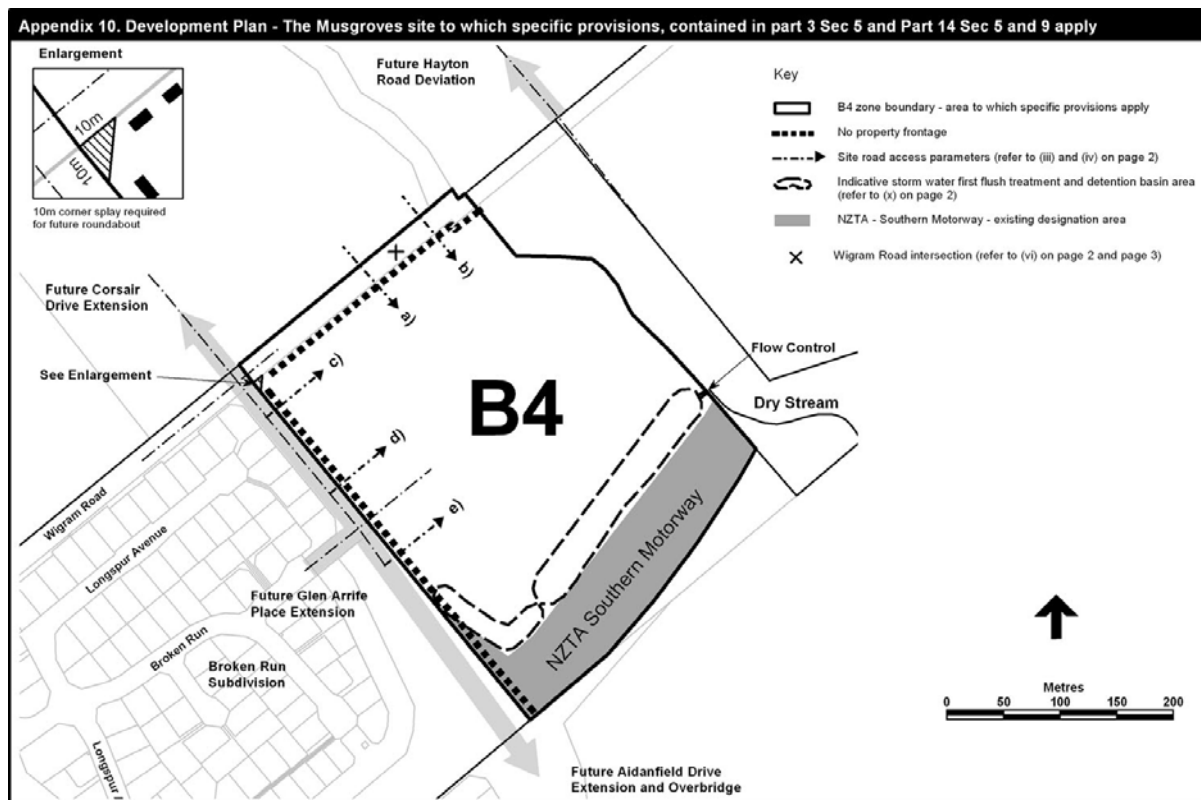 Appendix 10. Development Plan - The Musgroves site to which specific provisions, contained in part 3 Sec 5 and Part 14 Sec 5 and 9 apply
Enlargement
10m
10m
10m corner splay required
for future roundabout
Future Hayton
Road Deviation
Key
B4 zone boundary - area to which specific provisions apply
No property frontage
Site road access parameters (refer to (iii) and (iv) on page 2)
Indicative storm water first flush treatment and detention basin area
(refer to (x) on page 2)
NZTA - Southern Motorway - existing designation area
Wigram Road intersection (refer to (vi) on page 2 and page 3)
Future Corsair
Drive Extension
See Enlargement
a)
b)
c)
d)
e)
B4
Flow Control
Dry Stream
Wigram Road
Longspur Avenue
Future Glen Arrife
Place Extension
Broken Run
Broken Run
Subdivision
NZTA Southern Motorway
Metres
0 50 100 150 200
Future Aidanfield Drive
Extension and Overbridge